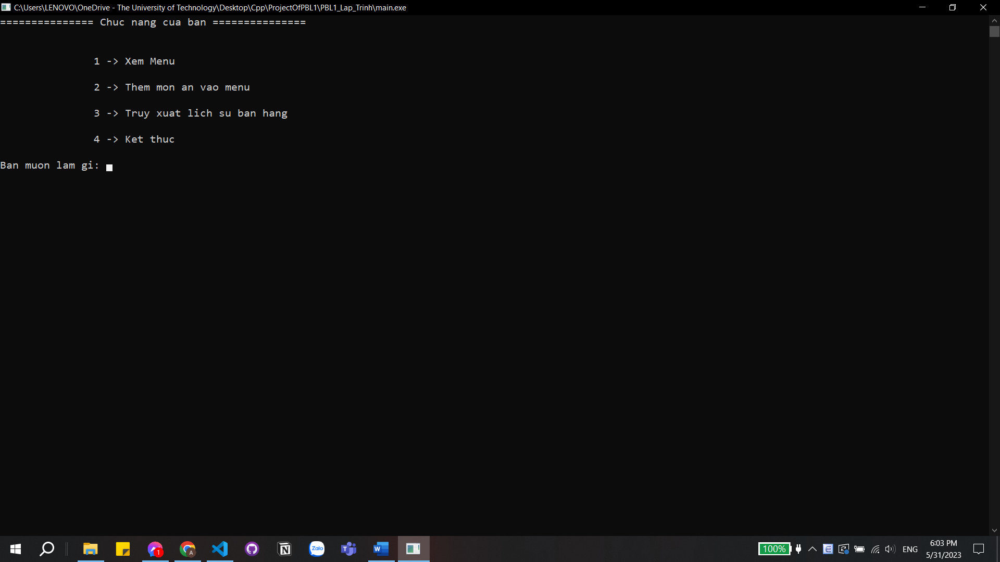 C:\Users\LENOVO\OneDrive - The University of Technology\Desktop\Cpp\ProjectOfPBL1\PBL1_Lap_Trinh\main.exe
=============== Chuc nang cua ban ===============
1 -> Xem Menu
2 -> Them mon an vao menu
3 -> Truy xuat lich su ban hang
4 -> Ket thuc
Ban muon lam gi:
1
A
N
Zalo
T
W
100%
E
ENG
6:03 PM
5/31/2023